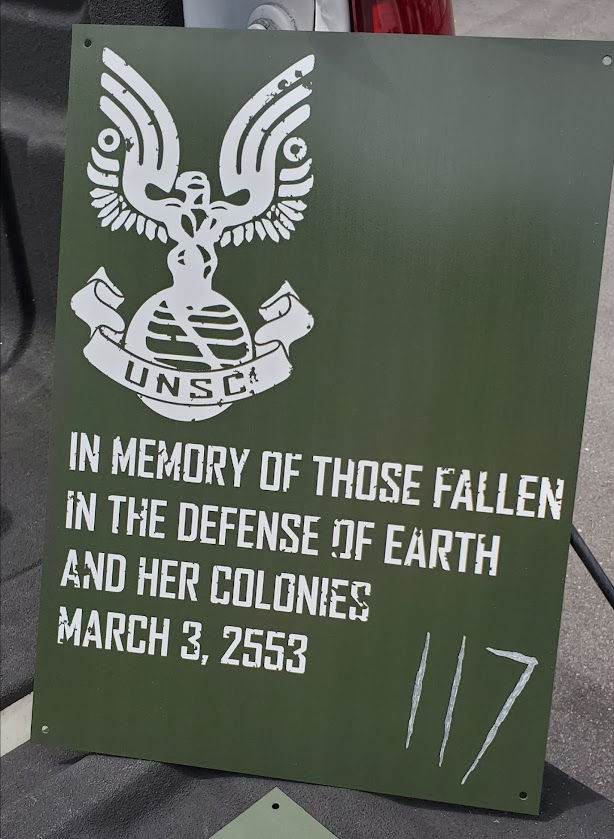 UNSC
IN MEMORY OF THOSE FALLEN
IN THE DEFENSE OF EARTH
AND HER COLONIES
MARCH 3, 2553
117